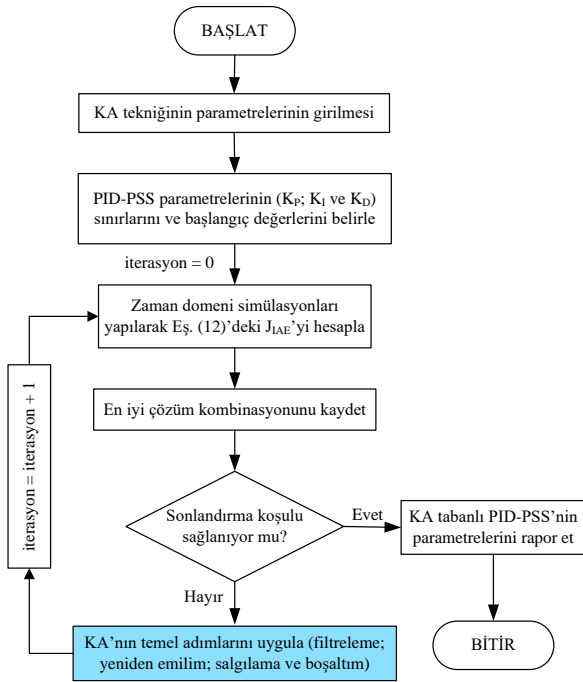 BAŞLAT
KA tekniğinin parametrelerinin girilmesi
PID-PSS parametrelerinin (KP; KI ve KD)
sınırlarını ve başlangıç değerlerini belirle
iterasyon = 0
Zaman domeni simülasyonları
yapılarak Eş. (12)’deki JIAE’yi hesapla
iterasyon = iterasyon + 1
En iyi çözüm kombinasyonunu kaydet
Sonlandırma koşulu
sağlanıyor mu?
Evet
KA tabanlı PID-PSS’nin
parametrelerini rapor et
Hayır
KA’nın temel adımlarını uygula (filtreleme;
yeniden emilim; salgılama ve boşaltım)
BİTİR